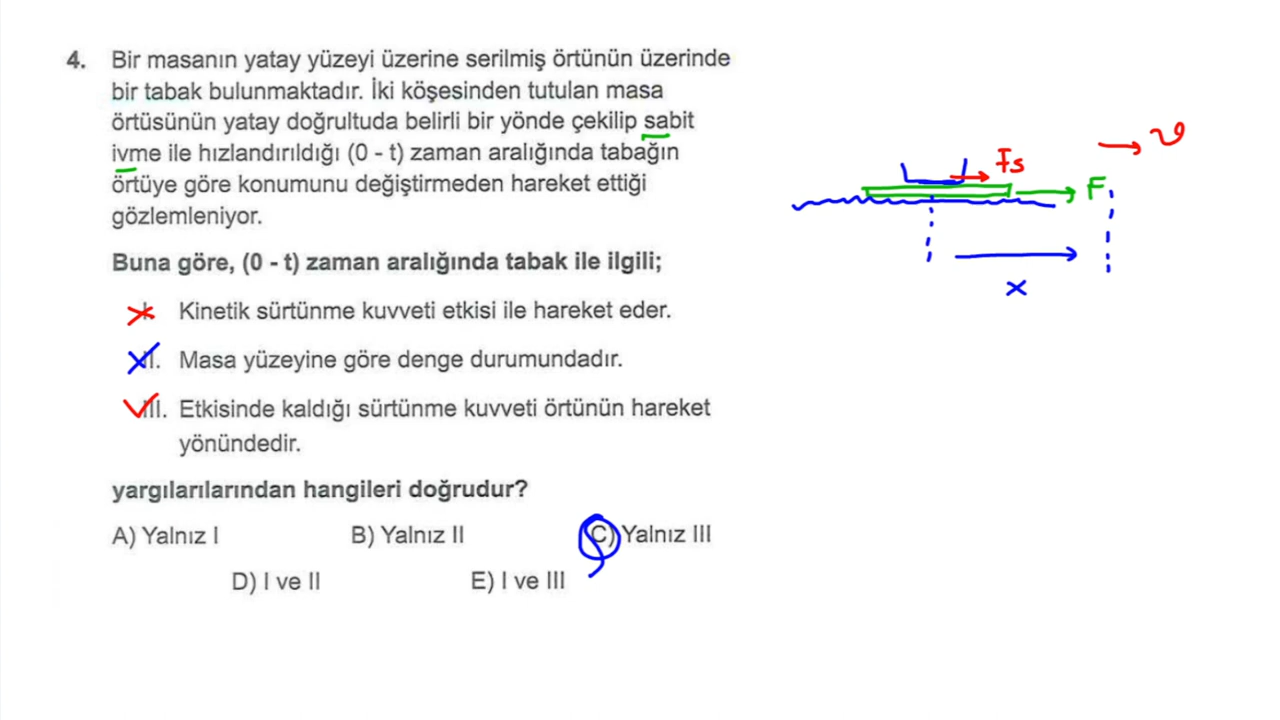 4. Bir masanın yatay yüzeyi üzerine serilmiş örtünün üzerinde
bir tabak bulunmaktadır. İki köşesinden tutulan masa
örtüsünün yatay doğrultuda belirli bir yönde çekilip sabit
ivme ile hızlandırıldığı (0 - t) zaman aralığında tabağın
örtüye göre konumunu değiştirmeden hareket ettiği
gözlemleniyor.
Buna göre, (0 - t) zaman aralığında tabak ile ilgili;
I. Kinetik sürtünme kuvveti etkisi ile hareket eder.
II. Masa yüzeyine göre denge durumundadır.
III. Etkisinde kaldığı sürtünme kuvveti örtünün hareket
yönündedir.
yargılarılarından hangileri doğrudur?
A) Yalnız I B) Yalnız II C) Yalnız III
D) I ve II E) I ve III
fs
F
x